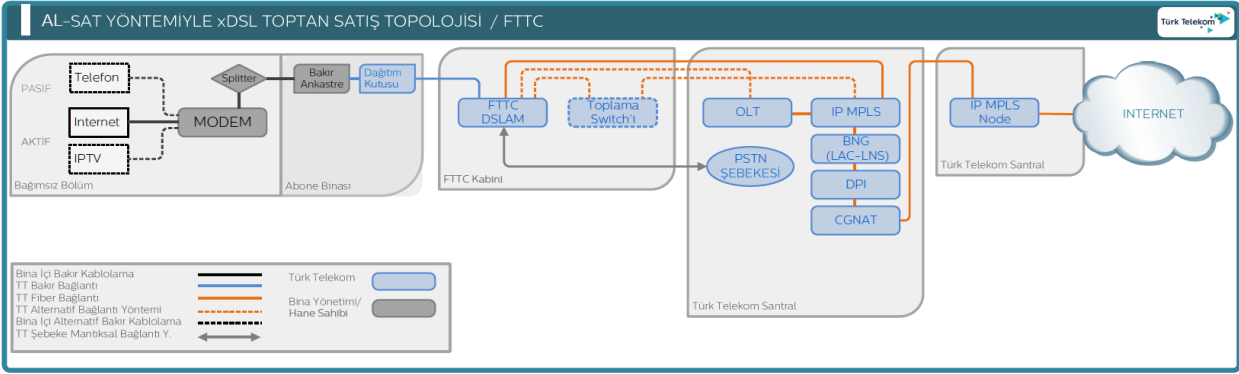 AL-SAT YÖNTEMİYLE xDSL TOPTAN SATIŞ TOPOLOJİSİ / FTTC
Türk Telekom
PASİF
AKTİF
Telefon
Internet
IPTV
MODEM
Splitter
Bağımsız Bölüm
Bakır
Ankastre
Dağıtım
Kutusu
Abone Binası
FTTC
DSLAM
Toplama
Switch'i
FTTC Kabini
OLT
IP MPLS
BNG
(LAC-LNS)
PSTN
ŞEBEKESİ
DPI
CGNAT
Türk Telekom Santral
IP MPLS
Node
Türk Telekom Santral
INTERNET
Bina İçi Bakır Kablolama
TT Bakır Bağlantı
TT Fiber Bağlantı
TT Alternatif Bağlantı Yöntemi
Bina İçi Alternatif Bakır Kablolama
TT Şebeke Mantıksal Bağlantı Y.
Türk Telekom
Bina Yönetimi/
Hane Sahibi